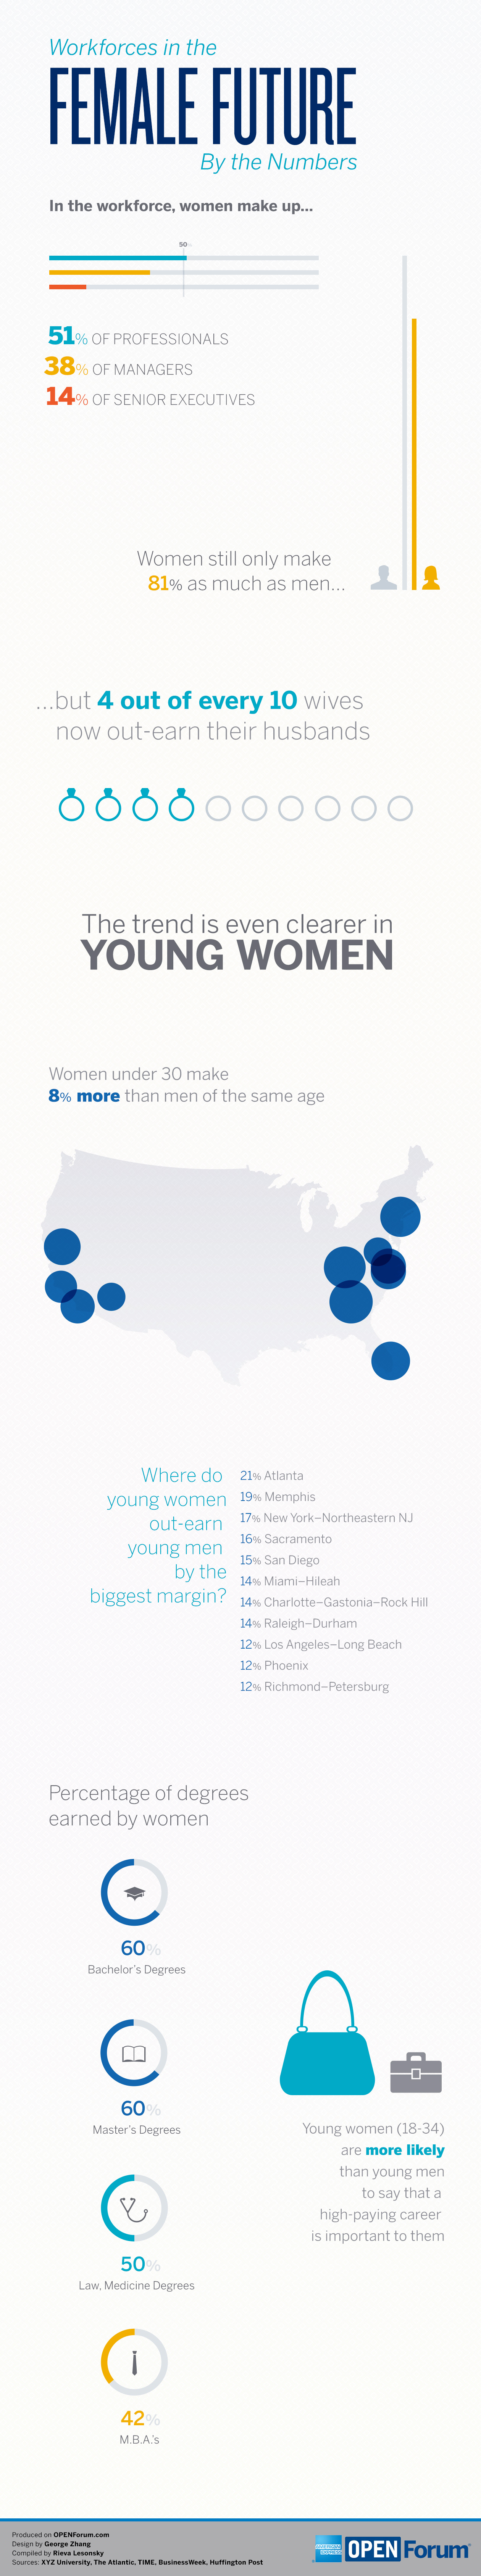 Workforces in the
FEMALE FUTURE
By the Numbers
In the workforce, women make up...
50%
51% OF PROFESSIONALS
38% OF MANAGERS
14% OF SENIOR EXECUTIVES
Women still only make
81% as much as men...
...but 4 out of every 10 wives
now out-earn their husbands
The trend is even clearer in
YOUNG WOMEN
Women under 30 make
8% more than men of the same age
Where do
young women
out-earn
young men
by the
biggest margin?
21% Atlanta
19% Memphis
17% New York–Northeastern NJ
16% Sacramento
15% San Diego
14% Miami–Hileah
14% Charlotte–Gastonia–Rock Hill
14% Raleigh–Durham
12% Los Angeles–Long Beach
12% Phoenix
12% Richmond–Petersburg
Percentage of degrees
earned by women
60%
Bachelor's Degrees
60%
Master's Degrees
50%
Law, Medicine Degrees
42%
M.B.A.'s
Young women (18-34)
are more likely
than young men
to say that a
high-paying career
is important to them
Produced on OPENForum.com
Design by George Zhang
Compiled by Rieva Lesonsky
Sources: XYZ University, The Atlantic, TIME, BusinessWeek, Huffington Post
AMERICAN EXPRESS
OPEN Forum